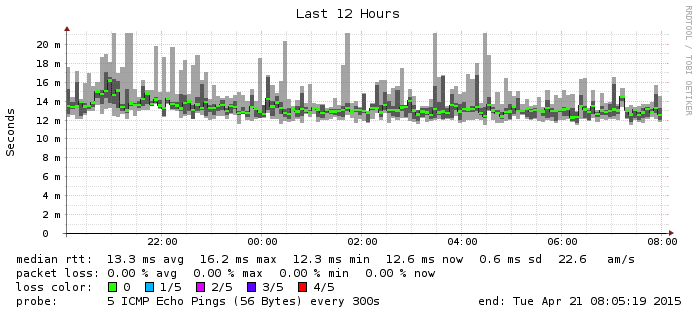 Last 12 Hours
RRDTOOL / TOBI OETIKER
Seconds
20 m
18 m
16 m
14 m
12 m
10 m
8 m
6 m
4 m
2 m
0
22:00 00:00 02:00 04:00 06:00 08:00
median rtt: 13.3 ms avg 16.2 ms max 12.3 ms min 12.6 ms now 0.6 ms sd 22.6 am/s
packet loss: 0.00 % avg 0.00 % max 0.00 % min 0.00 % now
loss color: 0 1/5 2/5 3/5 4/5
probe: 5 ICMP Echo Pings (56 Bytes) every 300s end: Tue Apr 21 08:05:19 2015